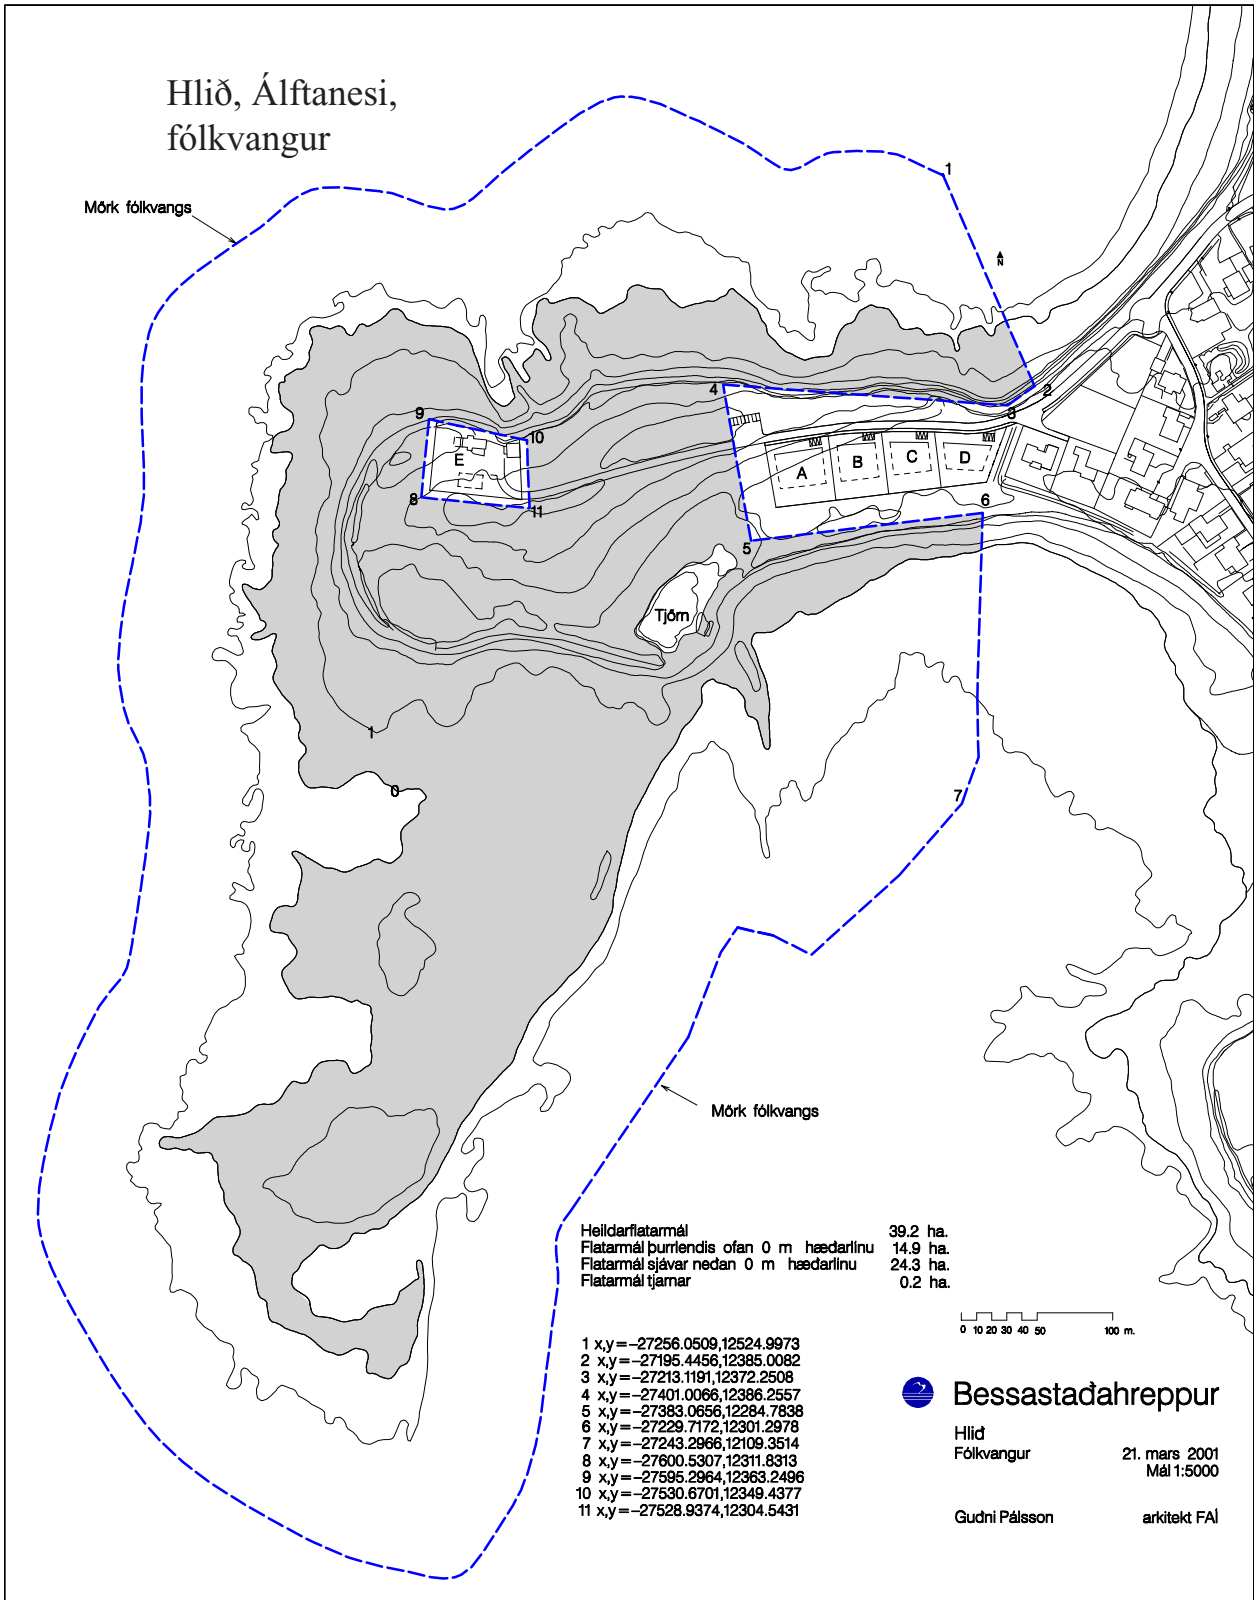 Hlið, Álftanesi,
fólkvangur
1
Mörk fólkvangs
N
4
2
3
9
10
E
A
B
C
D
8
11
6
5
Tjörn
1
0
7
Mörk fólkvangs
Heildarflatarmál 39.2 ha.
Flatarmál þurrlendis ofan 0 m hæðarlínu 14.9 ha.
Flatarmál sjávar neðan 0 m hæðarlínu 24.3 ha.
Flatarmál tjarnar 0.2 ha.
0 10 20 30 40 50 100 m.
1 x,y=-27256.0509,12524.9973
2 x,y=-27195.4456,12385.0082
3 x,y=-27213.1191,12372.2508
4 x,y=-27401.0066,12386.2557
5 x,y=-27383.0656,12284.7838
6 x,y=-27229.7172,12301.2978
7 x,y=-27243.2966,12109.3514
8 x,y=-27600.5307,12311.8313
9 x,y=-27595.2964,12363.2496
10 x,y=-27530.6701,12349.4377
11 x,y=-27528.9374,12304.5431
Bessastaðahreppur
Hlið
Fólkvangur 21. mars 2001
Mál 1:5000
Guðni Pálsson arkitekt FAÍ